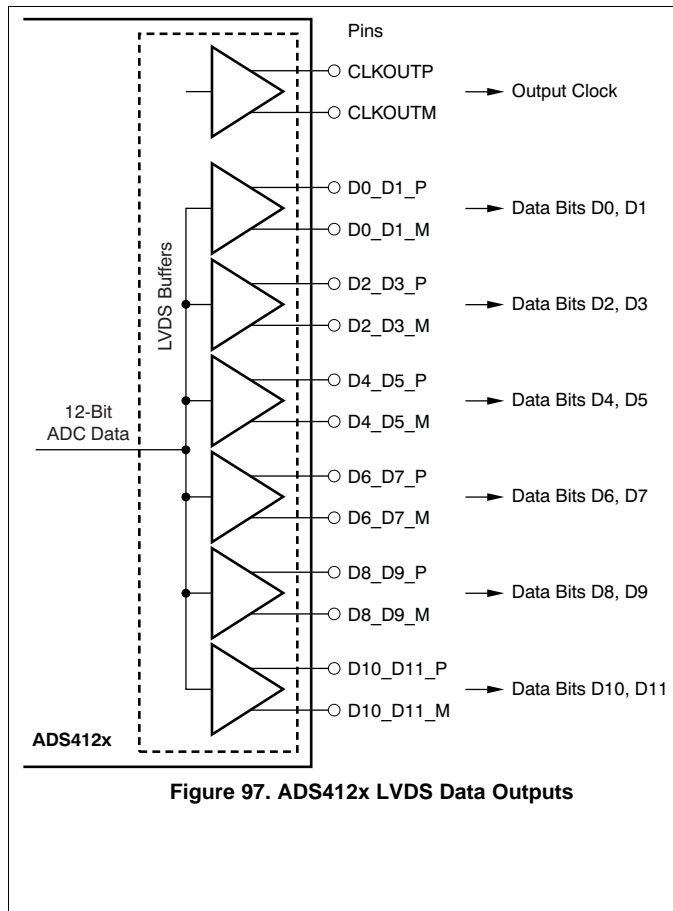 Pins
CLKOUTP
CLKOUTM
Output Clock
D0_D1_P
D0_D1_M
Data Bits D0, D1
D2_D3_P
D2_D3_M
Data Bits D2, D3
D4_D5_P
D4_D5_M
Data Bits D4, D5
D6_D7_P
D6_D7_M
Data Bits D6, D7
D8_D9_P
D8_D9_M
Data Bits D8, D9
D10_D11_P
D10_D11_M
Data Bits D10, D11
LVDS Buffers
12-Bit
ADC Data
ADS412x
Figure 97. ADS412x LVDS Data Outputs